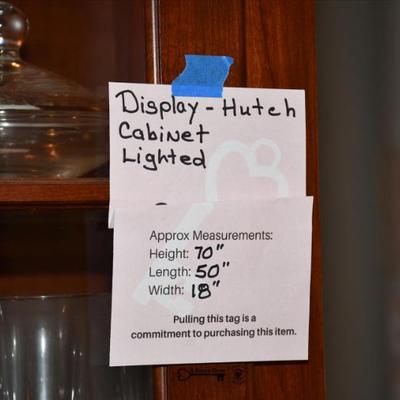 Display - Hutch
Cabinet
Lighted
Approx Measurements:
Height: 70"
Length: 50"
Width: 18"
Pulling this tag is a
commitment to purchasing this item.